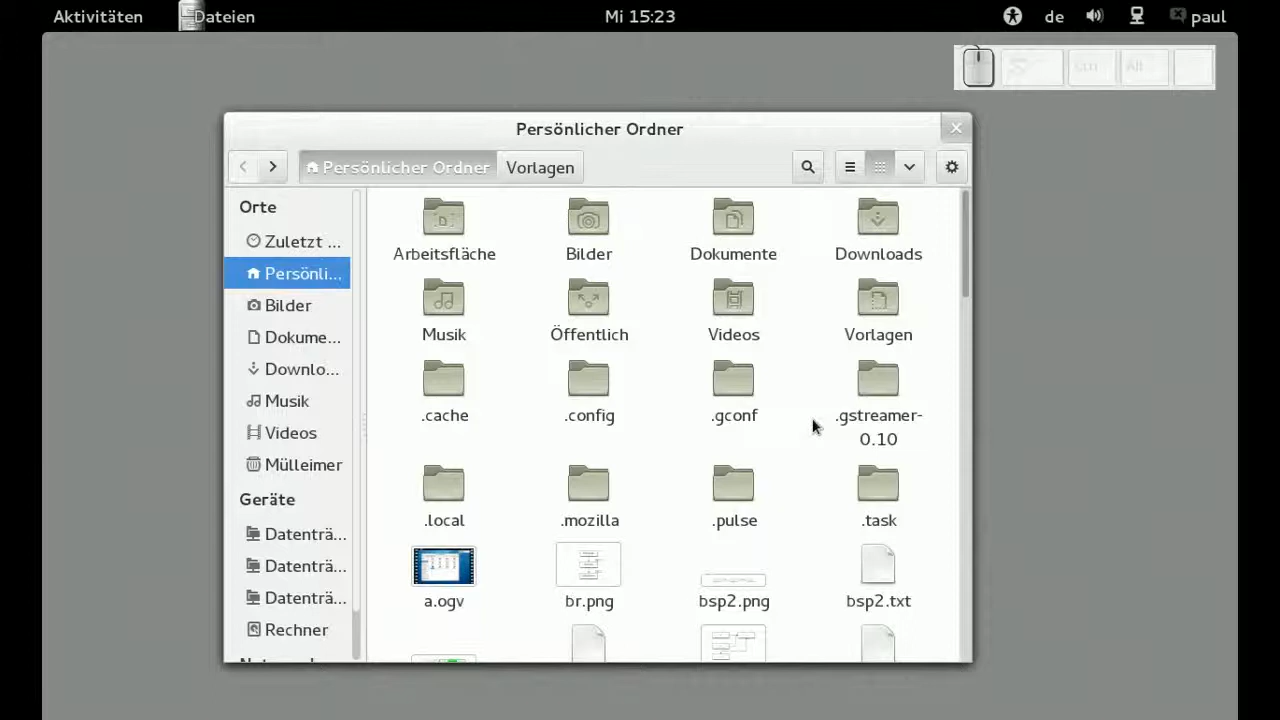 Aktivitäten Dateien Mi 15:23 de paul
Alt
Persönlicher Ordner
Persönlicher Ordner Vorlagen
Orte
Zuletzt ...
Persönli...
Bilder
Dokume...
Downlo...
Musik
Videos
Mülleimer
Geräte
Datenträ...
Datenträ...
Datenträ...
Rechner
Arbeitsfläche Bilder Dokumente Downloads
Musik Öffentlich Videos Vorlagen
.cache .config .gconf .gstreamer-
0.10
.local .mozilla .pulse .task
a.ogv br.png bsp2.png bsp2.txt